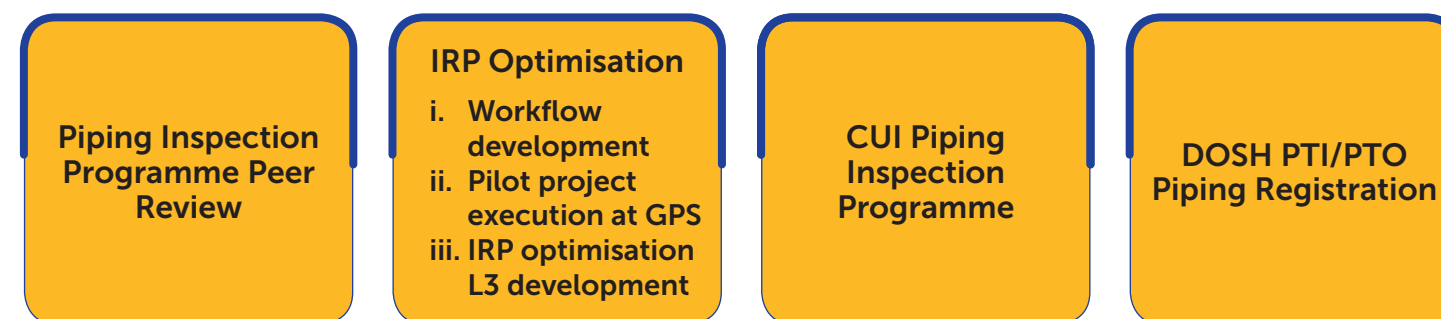 Piping Inspection
Programme Peer
Review
IRP Optimisation
i. Workflow
development
ii. Pilot project
execution at GPS
iii. IRP optimisation
L3 development
CUI Piping
Inspection
Programme
DOSH PTI/PTO
Piping Registration